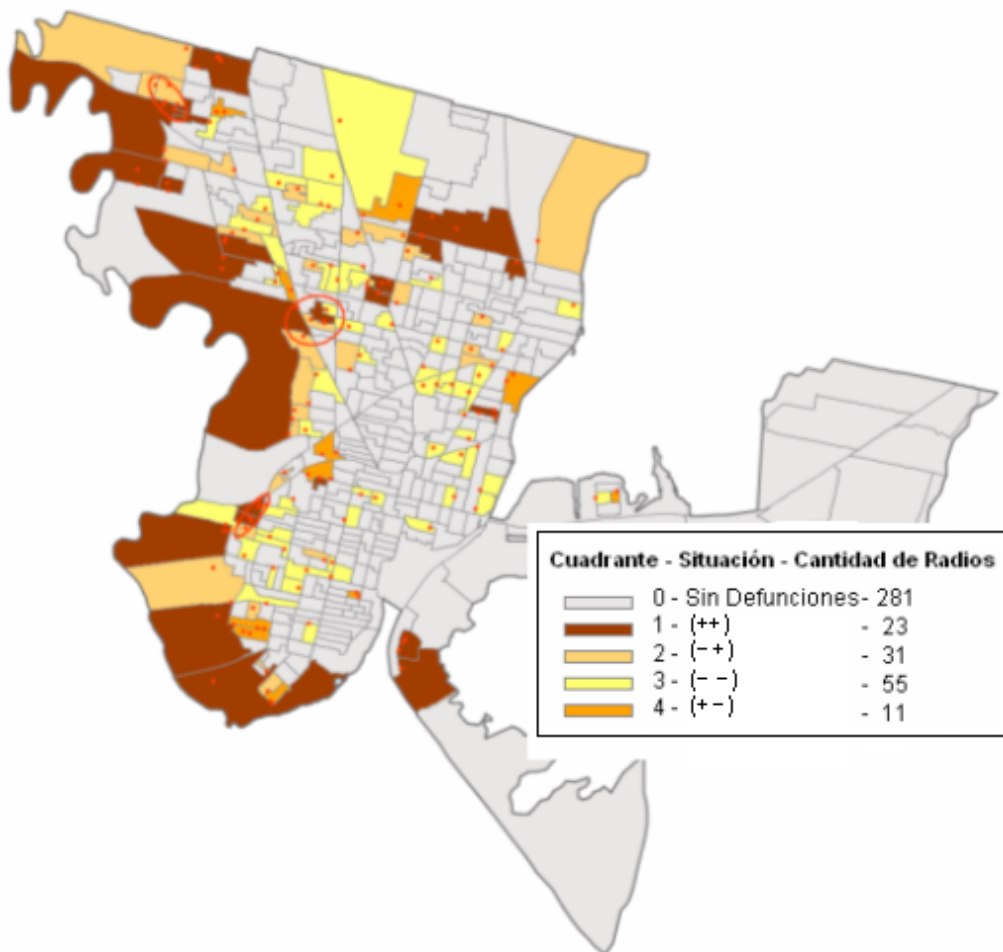 Cuadrante - Situación - Cantidad de Radios
0 - Sin Defunciones - 281
1 - (++) - 23
2 - (-+) - 31
3 - (--) - 55
4 - (+-) - 11